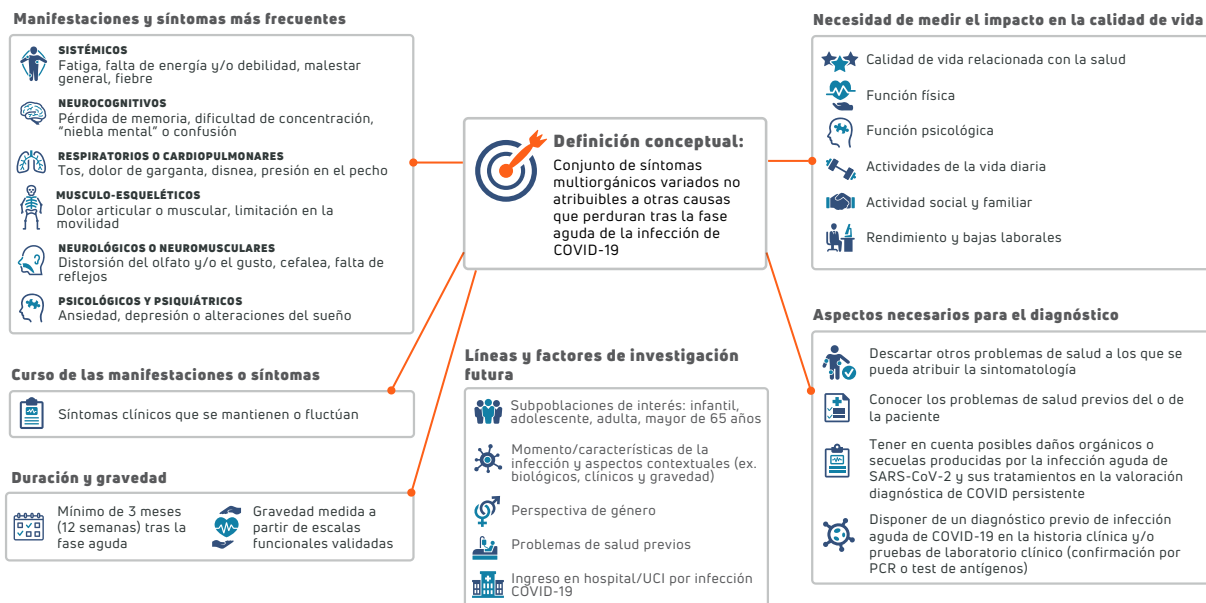 Manifestaciones y síntomas más frecuentes
SISTÉMICOS
Fatiga, falta de energía y/o debilidad, malestar
general, fiebre
NEUROCOGNITIVOS
Pérdida de memoria, dificultad de concentración,
"niebla mental" o confusión
RESPIRATORIOS O CARDIOPULMONARES
Tos, dolor de garganta, disnea, presión en el pecho
MUSCULO-ESQUELÉTICOS
Dolor articular o muscular, limitación en la
movilidad
NEUROLÓGICOS O NEUROMUSCULARES
Distorsión del olfato y/o el gusto, cefalea, falta de
reflejos
PSICOLÓGICOS Y PSIQUIÁTRICOS
Ansiedad, depresión o alteraciones del sueño
Curso de las manifestaciones o síntomas
Síntomas clínicos que se mantienen o fluctúan
Duración y gravedad
Mínimo de 3 meses
(12 semanas) tras la
fase aguda
Gravedad medida a
partir de escalas
funcionales validadas
Definición conceptual:
Conjunto de síntomas
multiorgánicos variados no
atribuibles a otras causas
que perduran tras la fase
aguda de la infección de
COVID-19
Líneas y factores de investigación
futura
Subpoblaciones de interés: infantil,
adolescente, adulta, mayor de 65 años
Momento/características de la
infección y aspectos contextuales (ex.
biológicos, clínicos y gravedad)
Perspectiva de género
Problemas de salud previos
Ingreso en hospital/UCI por infección
COVID-19
Necesidad de medir el impacto en la calidad de vida
Calidad de vida relacionada con la salud
Función física
Función psicológica
Actividades de la vida diaria
Actividad social y familiar
Rendimiento y bajas laborales
Aspectos necesarios para el diagnóstico
Descartar otros problemas de salud a los que se
pueda atribuir la sintomatología
Conocer los problemas de salud previos del o de
la paciente
Tener en cuenta posibles daños orgánicos o
secuelas producidas por la infección aguda de
SARS-CoV-2 y sus tratamientos en la valoración
diagnóstica de COVID persistente
Disponer de un diagnóstico previo de infección
aguda de COVID-19 en la historia clínica y/o
pruebas de laboratorio clínico (confirmación por
PCR o test de antígenos)